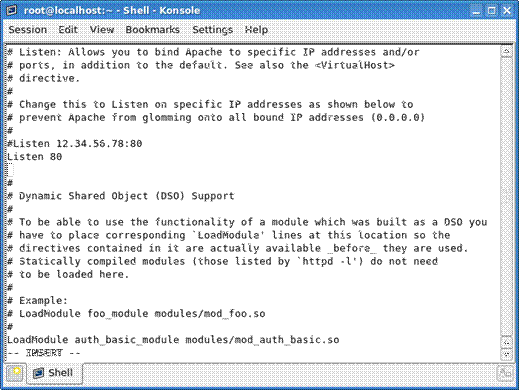 root@localhost:~ - Shell - Konsole
Session Edit View Bookmarks Settings Help
# Listen: Allows you to bind Apache to specific IP addresses and/or
# ports, in addition to the default. See also the <VirtualHost>
# directive.
#
# Change this to Listen on specific IP addresses as shown below to
# prevent Apache from glomming onto all bound IP addresses (0.0.0.0)
#
#Listen 12.34.56.78:80
Listen 80
#
# Dynamic Shared Object (DSO) Support
#
# To be able to use the functionality of a module which was built as a DSO you
# have to place corresponding `LoadModule' lines at this location so the
# directives contained in it are actually available _before_ they are used.
# Statically compiled modules (those listed by `httpd -l') do not need
# to be loaded here.
#
# Example:
# LoadModule foo_module modules/mod_foo.so
#
LoadModule auth_basic_module modules/mod_auth_basic.so
-- INSERT --
Shell